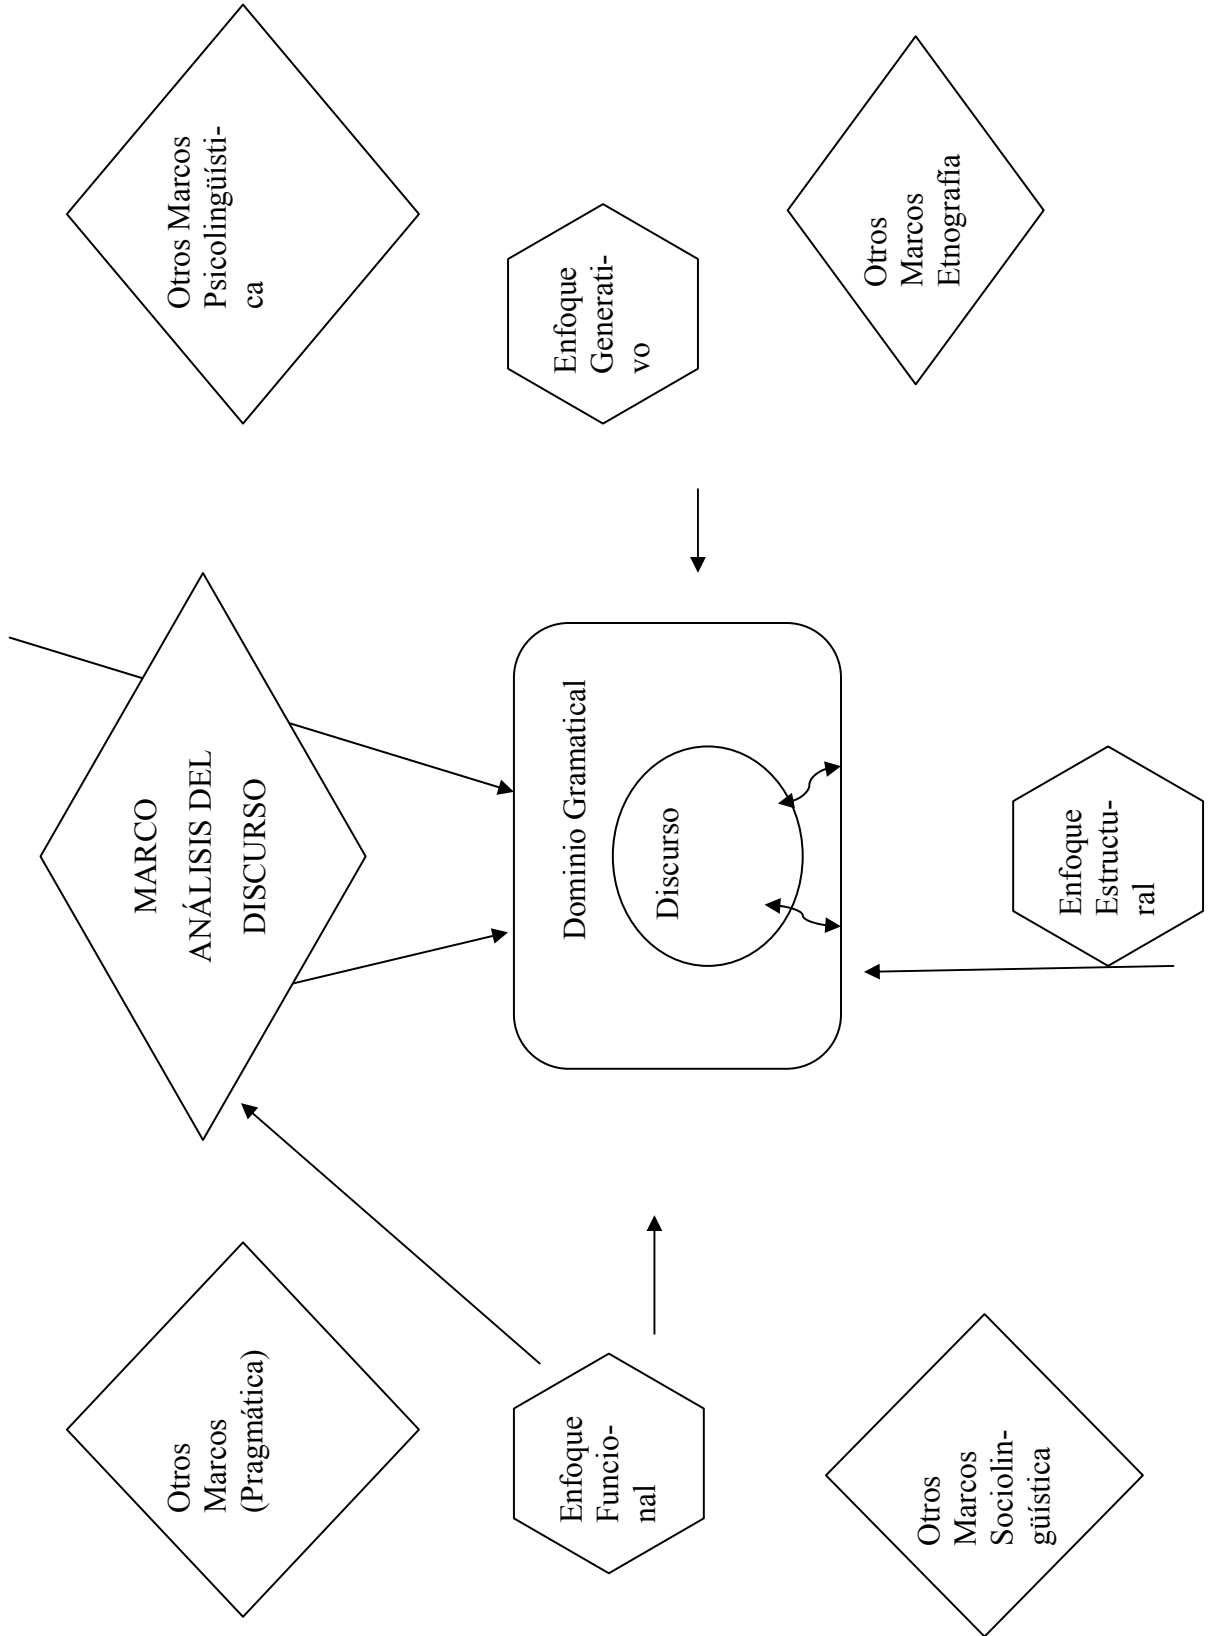 Otros
Marcos
(Pragmática)
MARCO
ANÁLISIS DEL
DISCURSO
Otros Marcos
Psicolingüísti-
ca
Enfoque
Funcio-
nal
Dominio Gramatical
Discurso
Enfoque
Generati-
vo
Otros
Marcos
Sociolin-
güística
Enfoque
Estructu-
ral
Otros
Marcos
Etnografía